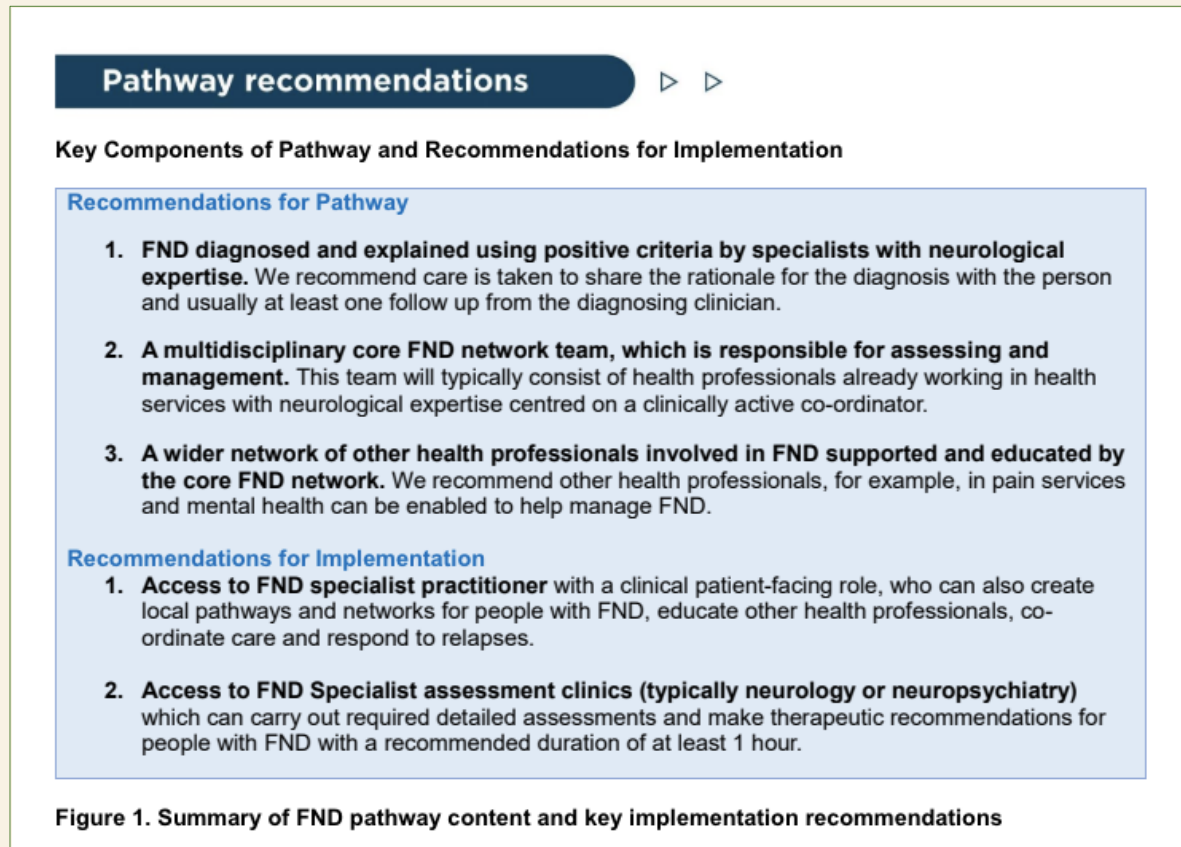 Pathway recommendations
Key Components of Pathway and Recommendations for Implementation
Recommendations for Pathway
1. FND diagnosed and explained using positive criteria by specialists with neurological
expertise. We recommend care is taken to share the rationale for the diagnosis with the person
and usually at least one follow up from the diagnosing clinician.
2. A multidisciplinary core FND network team, which is responsible for assessing and
management. This team will typically consist of health professionals already working in health
services with neurological expertise centred on a clinically active co-ordinator.
3. A wider network of other health professionals involved in FND supported and educated by
the core FND network. We recommend other health professionals, for example, in pain services
and mental health can be enabled to help manage FND.
Recommendations for Implementation
1. Access to FND specialist practitioner with a clinical patient-facing role, who can also create
local pathways and networks for people with FND, educate other health professionals, co-
ordinate care and respond to relapses.
2. Access to FND Specialist assessment clinics (typically neurology or neuropsychiatry)
which can carry out required detailed assessments and make therapeutic recommendations for
people with FND with a recommended duration of at least 1 hour.
Figure 1. Summary of FND pathway content and key implementation recommendations